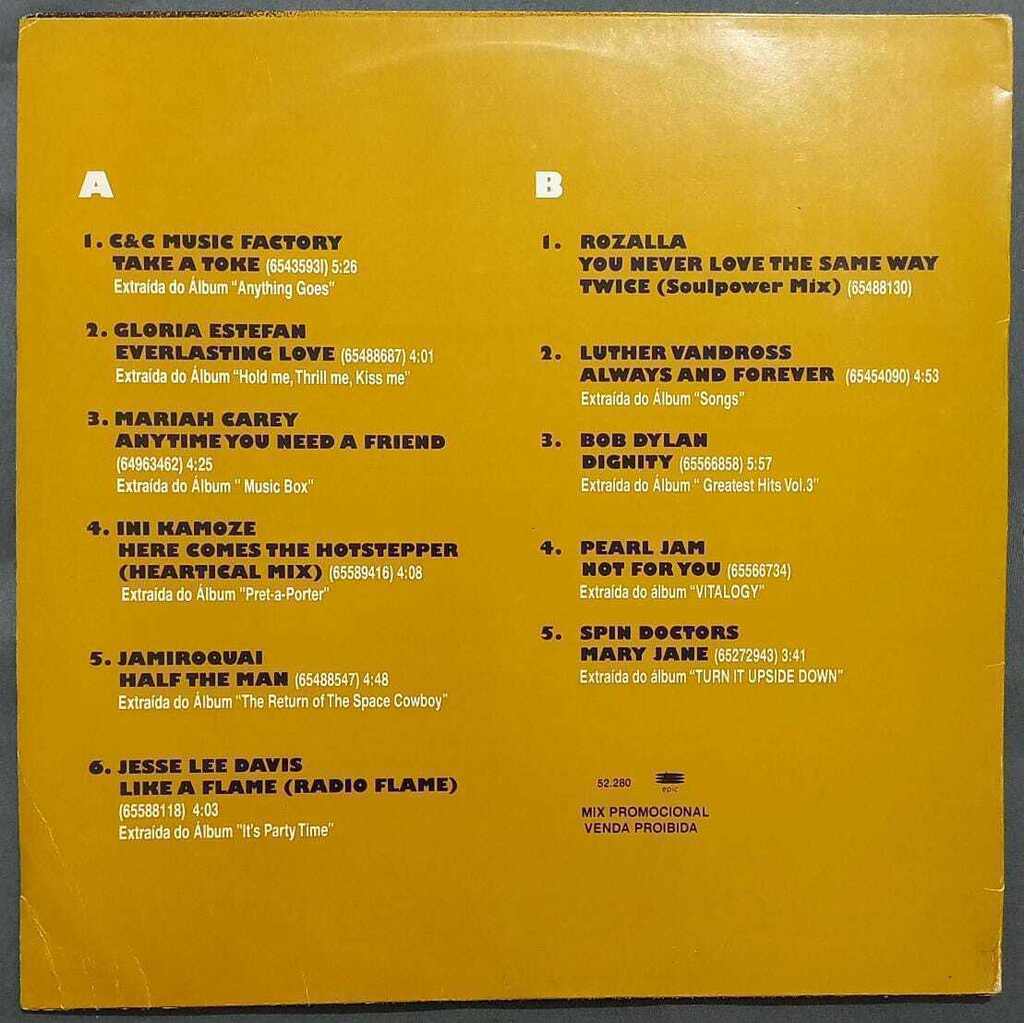 A
1. C&C MUSIC FACTORY
TAKE A TOKE (6543593I) 5:26
Extraída do Álbum "Anything Goes"
2. GLORIA ESTEFAN
EVERLASTING LOVE (65488687) 4:01
Extraída do Álbum "Hold me, Thrill me, Kiss me"
3. MARIAH CAREY
ANYTIME YOU NEED A FRIEND
(64963462) 4:25
Extraída do Álbum " Music Box"
4. INI KAMOZE
HERE COMES THE HOTSTEPPER
(HEARTICAL MIX) (65589416) 4:08
Extraída do Álbum "Pret-a-Porter"
5. JAMIROQUAI
HALF THE MAN (65488547) 4:48
Extraída do Álbum "The Return of The Space Cowboy"
6. JESSE LEE DAVIS
LIKE A FLAME (RADIO FLAME)
(65588118) 4:03
Extraída do Álbum "It's Party Time"
B
1. ROZALLA
YOU NEVER LOVE THE SAME WAY
TWICE (Soulpower Mix) (65488130)
2. LUTHER VANDROSS
ALWAYS AND FOREVER (65454090) 4:53
Extraída do Álbum "Songs"
3. BOB DYLAN
DIGNITY (65566858) 5:57
Extraída do Álbum " Greatest Hits Vol.3"
4. PEARL JAM
NOT FOR YOU (65566734)
Extraída do álbum "VITALOGY"
5. SPIN DOCTORS
MARY JANE (65272943) 3:41
Extraída do álbum "TURN IT UPSIDE DOWN"
52.280 epic
MIX PROMOCIONAL
VENDA PROIBIDA